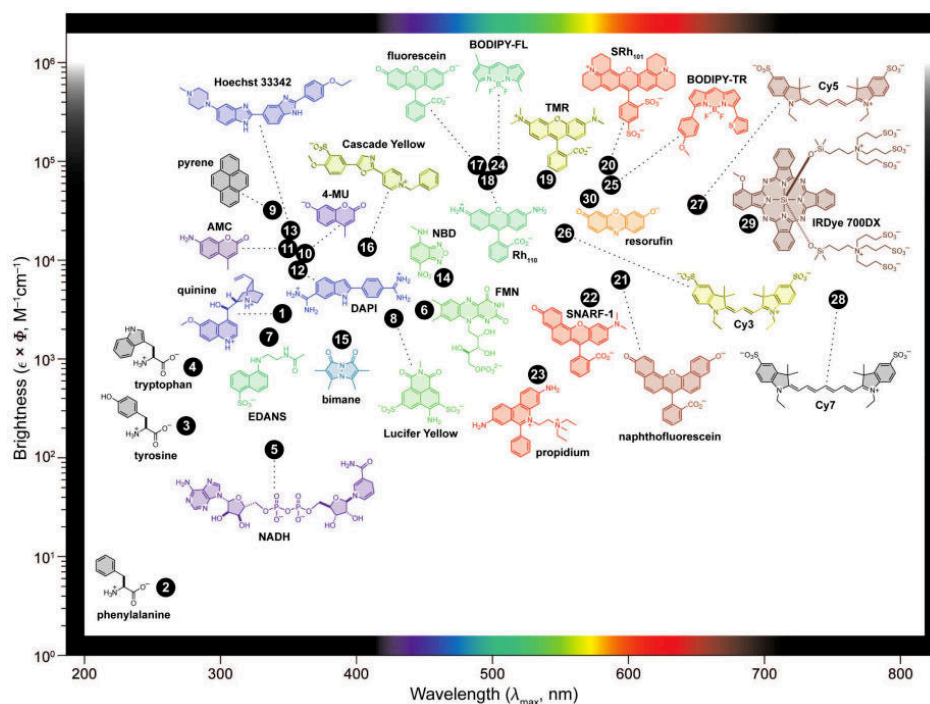 SRh101
BODIPY-FL
fluorescein
BODIPY-TR
Cy5
Hoechst 33342
TMR
Cascade Yellow
pyrene
4-MU
9
13
AMC
11
10
12
16
NBD
14
17
24
18
19
20
25
30
27
29
IRDye 700DX
Rh110
resorufin
26
quinine
1
DAPI
8
6
FMN
22
SNARF-1
21
Cy3
28
7
15
tryptophan
4
EDANS
bimane
Lucifer Yellow
23
propidium
naphthofluorescein
Cy7
tyrosine
3
5
NADH
phenylalanine
2
Brightness (ϵ × Φ, M⁻¹cm⁻¹)
10⁶
10⁵
10⁴
10³
10²
10¹
10⁰
200 300 400 500 600 700 800
Wavelength (λmax, nm)